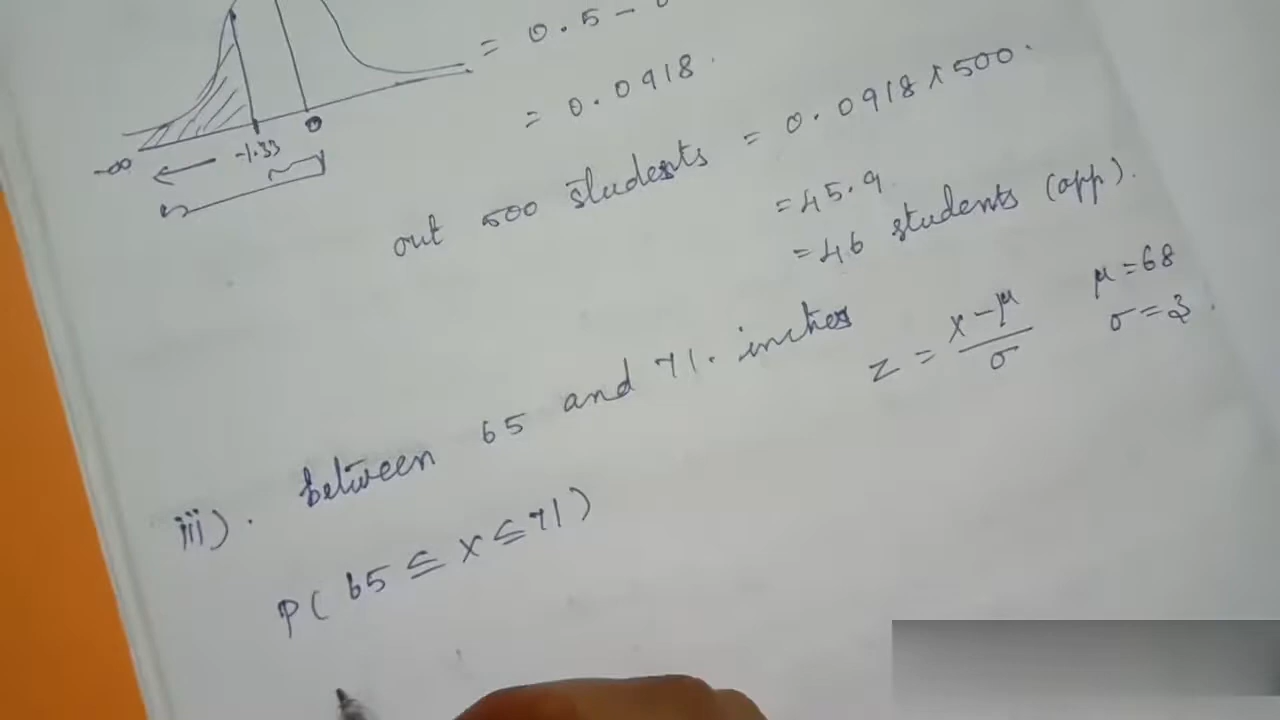 = 0.5 -
= 0.0918.
-∞ -1.33 0
out 500 students = 0.0918 x 500.
= 45.9
= 46 students (app).
iii). between 65 and 71. inches
z = x - μ / σ
μ = 68
σ = 3.
P( 65 ≤ x ≤ 71)